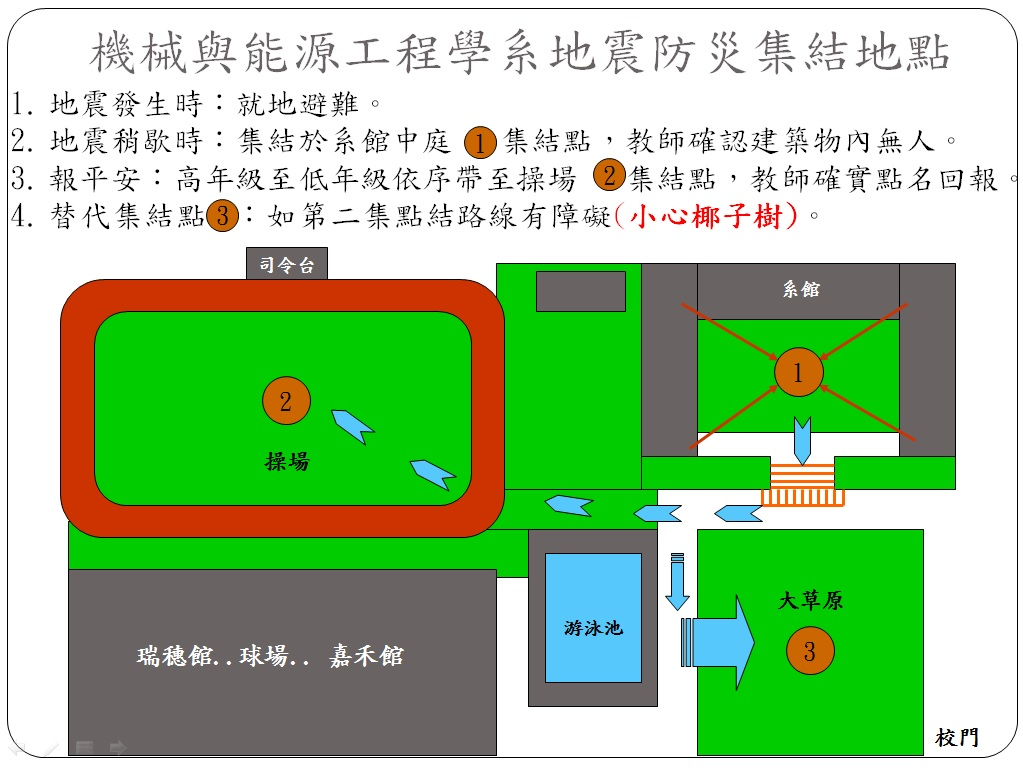 機械與能源工程學系地震防災集結地點
1. 地震發生時：就地避難。
2. 地震稍歇時：集結於系館中庭 1 集結點，教師確認建築物內無人。
3. 報平安：高年級至低年級依序帶至操場 2 集結點，教師確實點名回報。
4. 替代集結點3：如第二集點結路線有障礙(小心椰子樹)。
司令台
系館
1
2
操場
大草原
游泳池
3
瑞穗館..球場.. 嘉禾館
校門